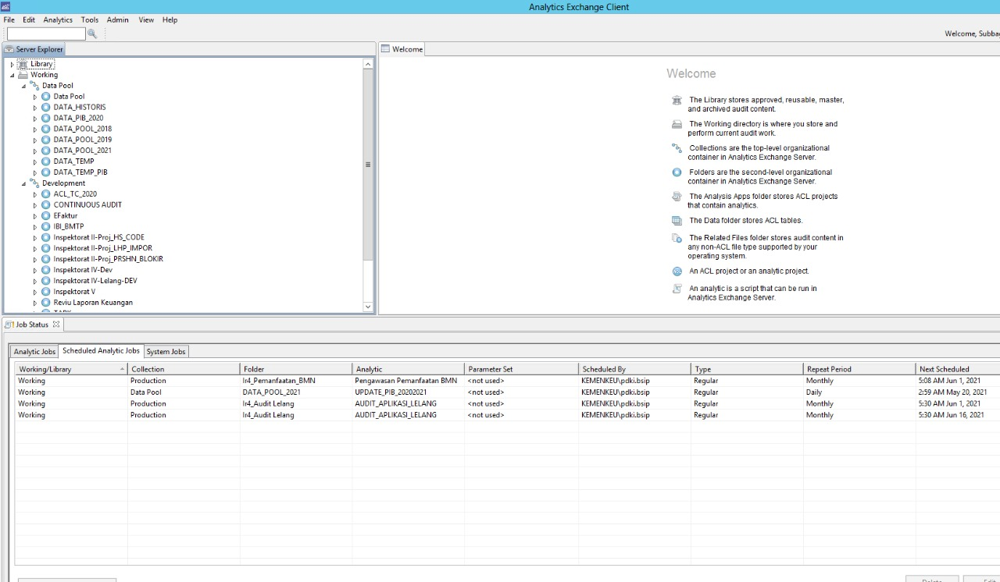 Analytics Exchange Client
File Edit Analytics Tools Admin View Help
Welcome, Subbag
Server Explorer
Library
Working
Data Pool
Data Pool
DATA_HISTORIS
DATA_PIB_2020
DATA_POOL_2018
DATA_POOL_2019
DATA_POOL_2021
DATA_TEMP
DATA_TEMP_PIB
Development
ACL_TC_2020
CONTINUOUS AUDIT
EFaktur
IBI_BMTP
Inspektorat II-Proj_HS_CODE
Inspektorat II-Proj_LHP_IMPOR
Inspektorat II-Proj_PRSHN_BLOKIR
Inspektorat IV-Dev
Inspektorat IV-Lelang-DEV
Inspektorat V
Reviu Laporan Keuangan
Welcome
Welcome
The Library stores approved, reusable, master,
and archived audit content.
The Working directory is where you store and
perform current audit work.
Collections are the top-level organizational
container in Analytics Exchange Server.
Folders are the second-level organizational
container in Analytics Exchange Server.
The Analysis Apps folder stores ACL projects
that contain analytics.
The Data folder stores ACL tables.
The Related Files folder stores audit content in
any non-ACL file type supported by your
operating system.
An ACL project or an analytic project.
An analytic is a script that can be run in
Analytics Exchange Server.
Job Status
Analytic Jobs Scheduled Analytic Jobs System Jobs
Working/Library Collection Folder Analytic Parameter Set Scheduled By Type Repeat Period Next Scheduled
Working Production Ir4_Pemanfaatan_BMN Pengawasan Pemanfaatan BMN <not used> KEMENKEU\pdki.bsip Regular Monthly 5:08 AM Jun 1, 2021
Working Data Pool DATA_POOL_2021 UPDATE_PIB_20202021 <not used> KEMENKEU\pdki.bsip Regular Daily 2:59 AM May 20, 2021
Working Production Ir4_Audit Lelang AUDIT_APLIKASI_LELANG <not used> KEMENKEU\pdki.bsip Regular Monthly 5:30 AM Jun 1, 2021
Working Production Ir4_Audit Lelang AUDIT_APLIKASI_LELANG <not used> KEMENKEU\pdki.bsip Regular Monthly 5:30 AM Jun 16, 2021